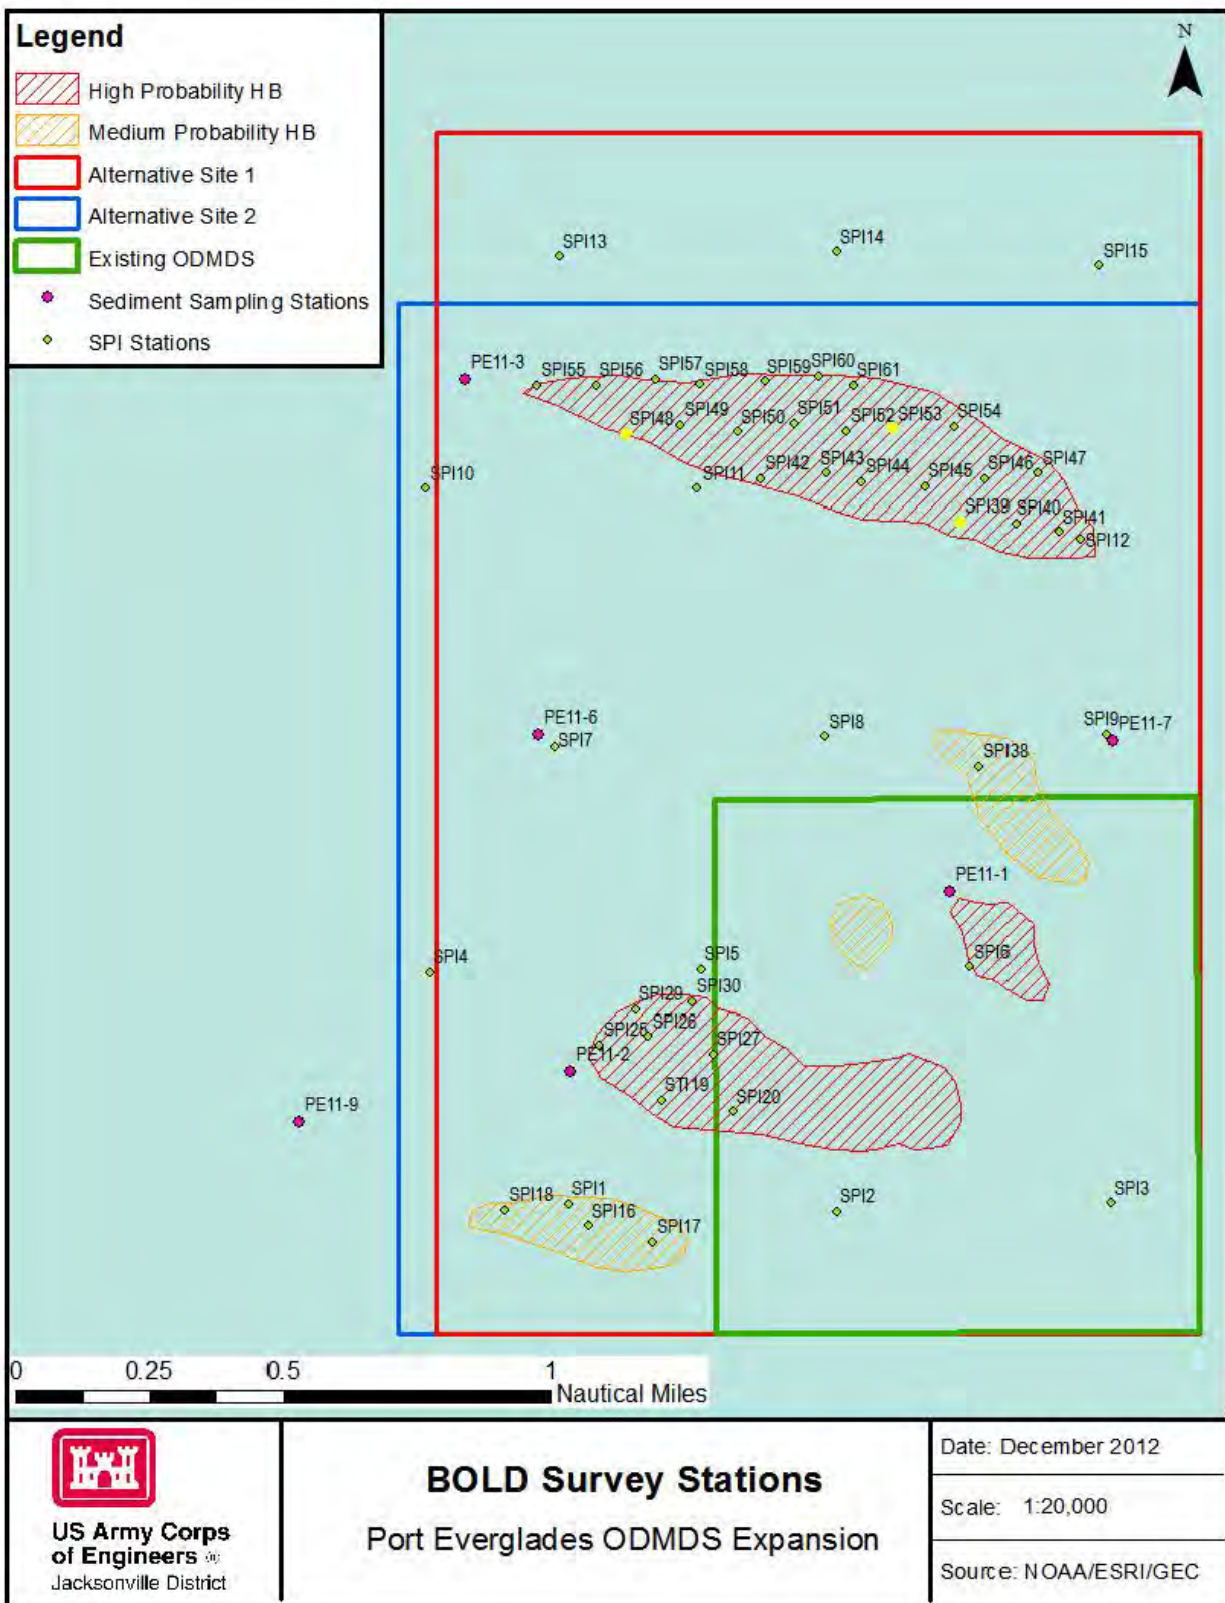 Legend
High Probability HB
Medium Probability HB
Alternative Site 1
Alternative Site 2
Existing ODMDS
Sediment Sampling Stations
SPI Stations
N
SPI13
SPI14
SPI15
PE11-3
SPI55
SPI56
SPI57
SPI58
SPI59
SPI60
SPI61
SPI48
SPI49
SPI50
SPI51
SPI52
SPI53
SPI54
SPI10
SPI11
SPI42
SPI43
SPI44
SPI45
SPI46
SPI47
SPI39
SPI40
SPI41
SPI12
PE11-6
SPI7
SPI8
SPI9
PE11-7
SPI38
PE11-1
SPI4
SPI5
SPI6
SPI29
SPI30
SPI25
SPI26
SPI27
PE11-2
STI19
SPI20
PE11-9
SPI18
SPI1
SPI16
SPI17
SPI2
SPI3
0 0.25 0.5 1
Nautical Miles
US Army Corps
of Engineers
Jacksonville District
BOLD Survey Stations
Port Everglades ODMDS Expansion
Date: December 2012
Scale: 1:20,000
Source: NOAA/ESRI/GEC